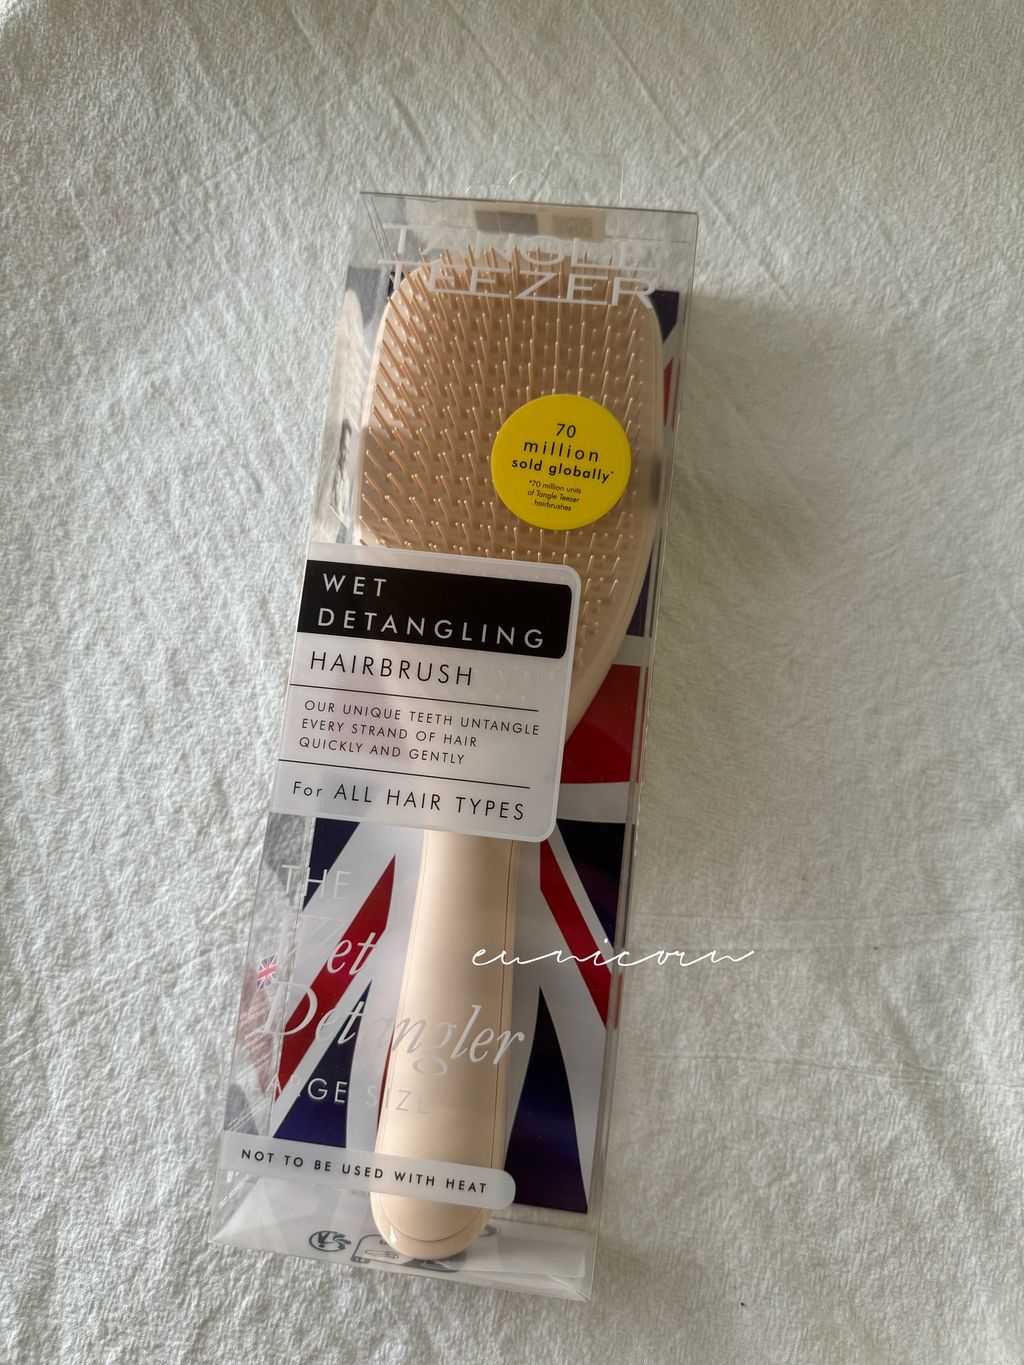 TANGLE
TEEZER
70
million
sold globally*
*70 million units
of Tangle Teezer
hairbrushes
WET
DETANGLING
HAIRBRUSH
OUR UNIQUE TEETH UNTANGLE
EVERY STRAND OF HAIR
QUICKLY AND GENTLY
For ALL HAIR TYPES
THE
Wet
eunicorn
Detangler
LARGE SIZE
NOT TO BE USED WITH HEAT